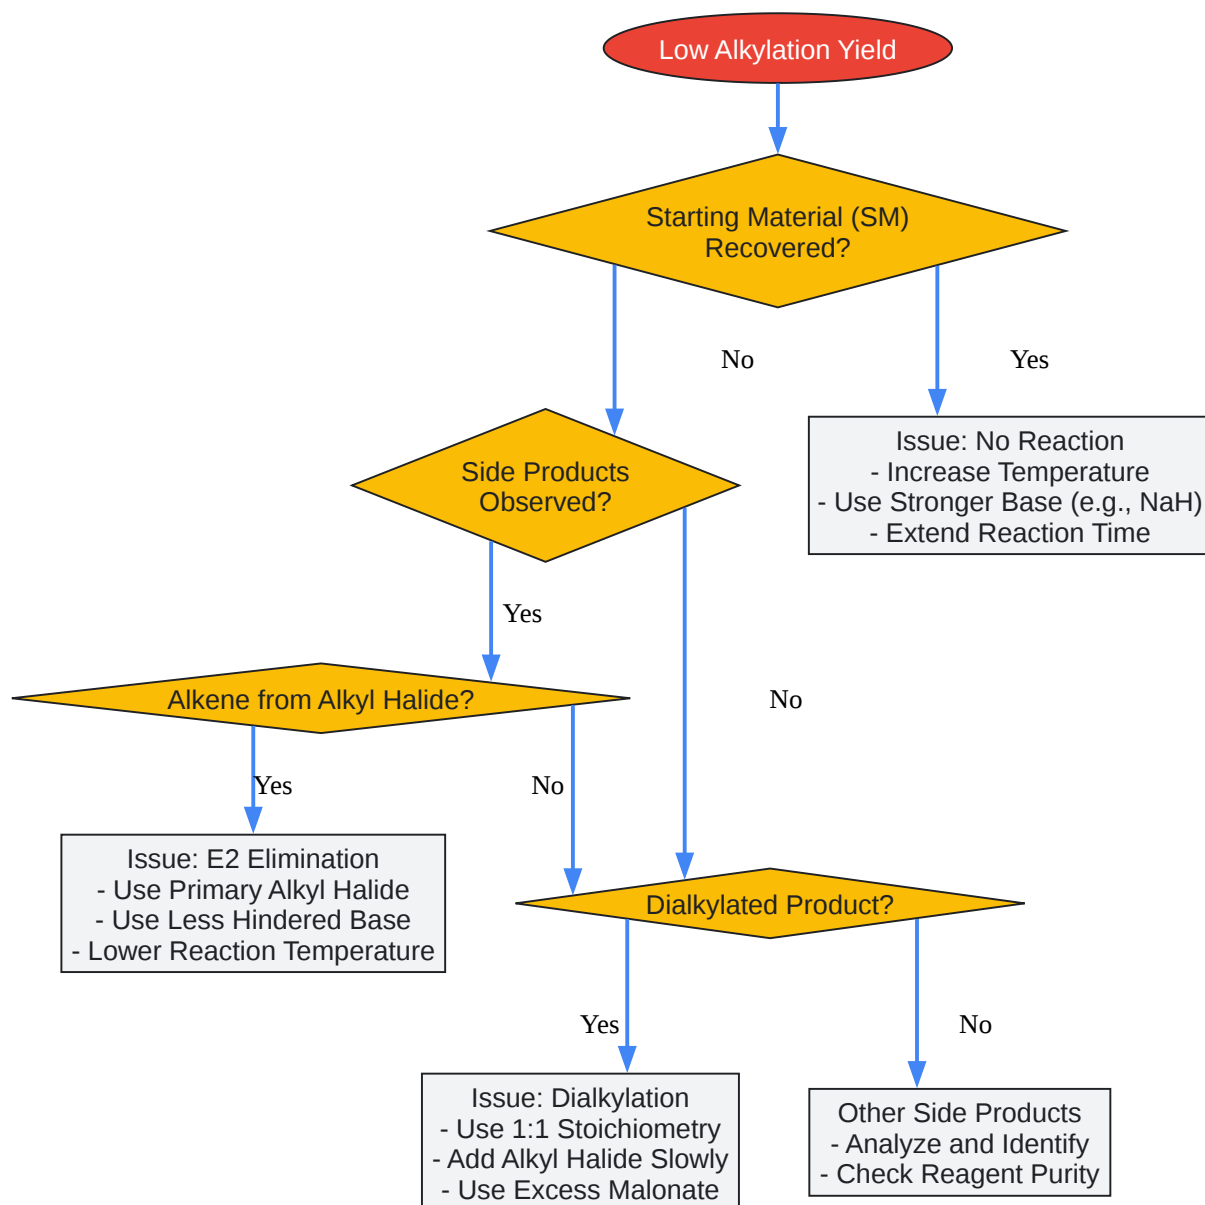 Low Alkylation Yield
Starting Material (SM)
Recovered?
No
Yes
Side Products
Observed?
Issue: No Reaction
- Increase Temperature
- Use Stronger Base (e.g., NaH)
- Extend Reaction Time
Yes
No
Alkene from Alkyl Halide?
Yes
No
Issue: E2 Elimination
- Use Primary Alkyl Halide
- Use Less Hindered Base
- Lower Reaction Temperature
Dialkylated Product?
Yes
No
Issue: Dialkylation
- Use 1:1 Stoichiometry
- Add Alkyl Halide Slowly
- Use Excess Malonate
Other Side Products
- Analyze and Identify
- Check Reagent Purity